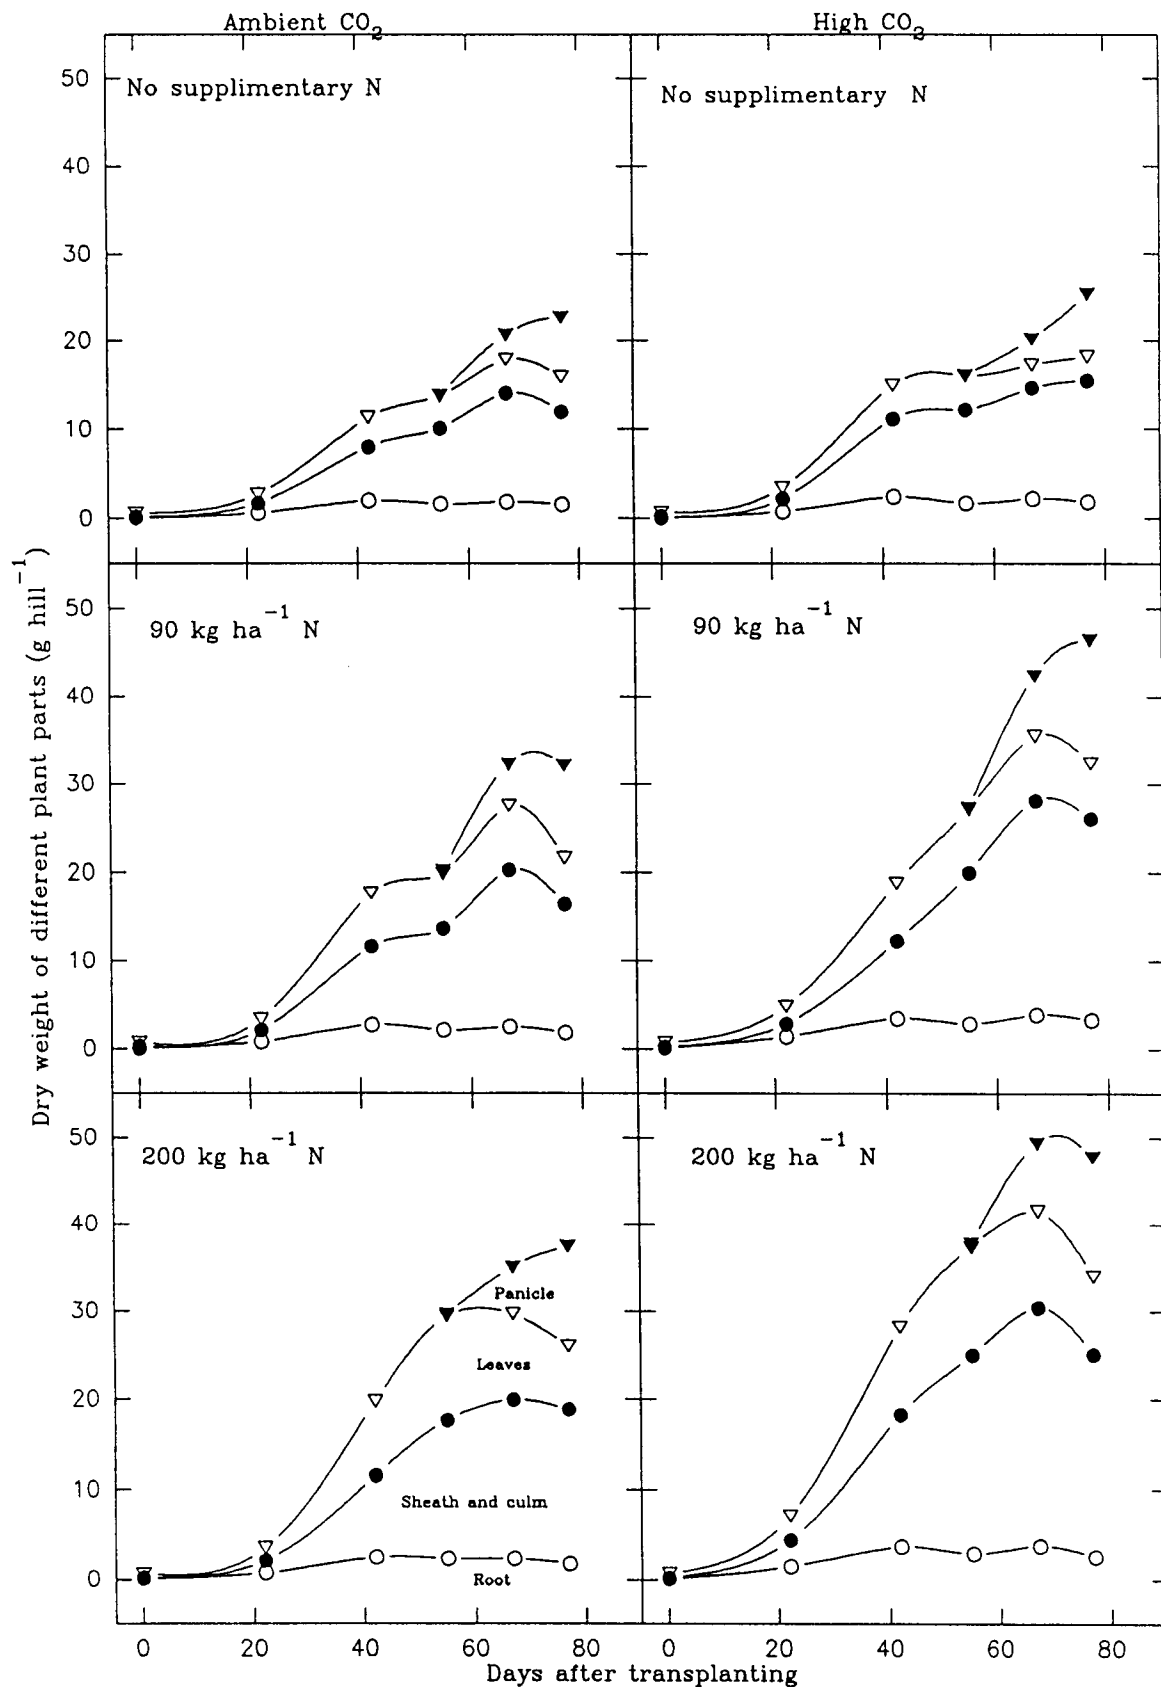 Ambient CO2
High CO2
No supplimentary N
No supplimentary N
50
40
30
20
10
0
90 kg ha-1 N
90 kg ha-1 N
50
40
30
20
10
0
200 kg ha-1 N
200 kg ha-1 N
50
40
30
20
10
0
Panicle
Leaves
Sheath and culm
Root
Dry weight of different plant parts (g hill-1)
0 20 40 60 80 0 20 40 60 80
Days after transplanting